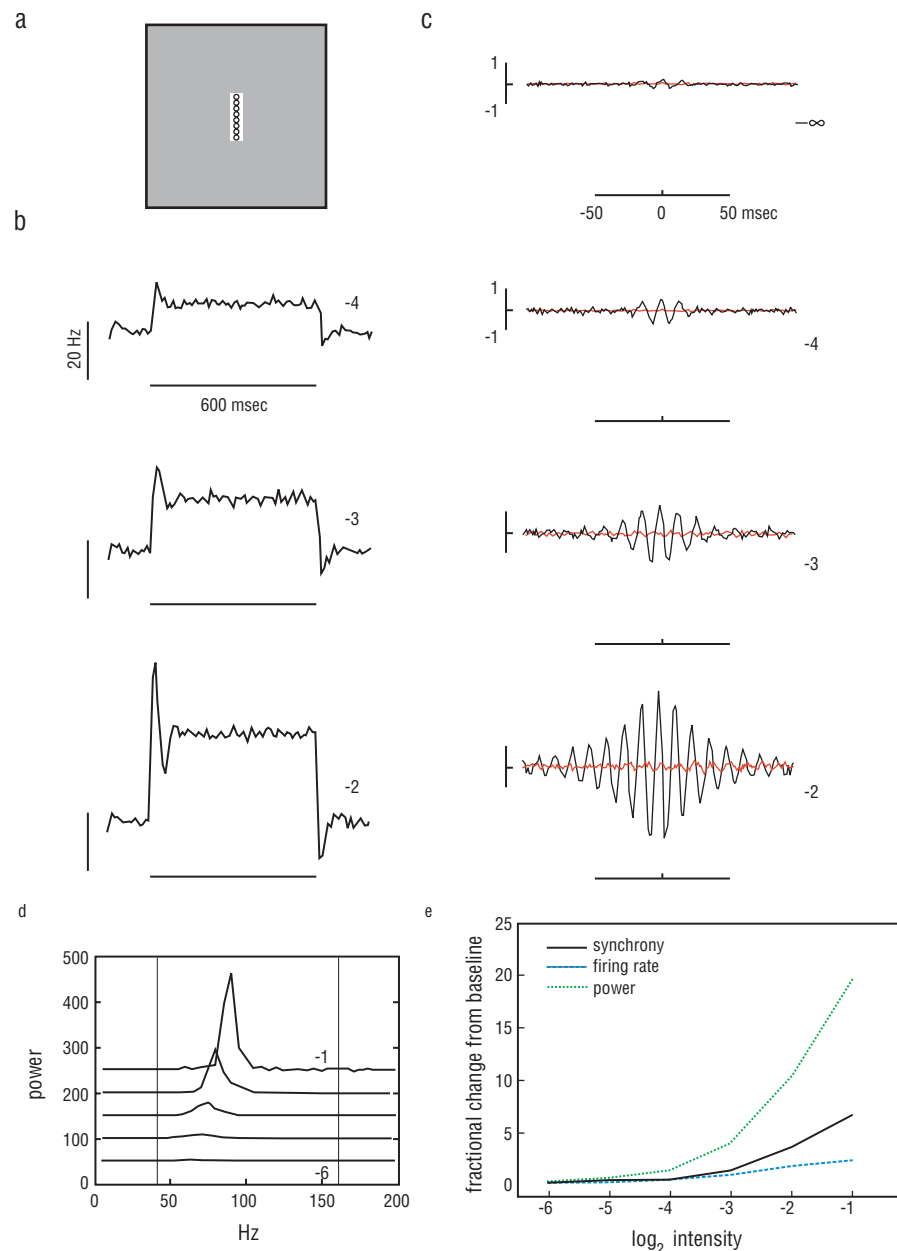 a
c
1
-1
-∞
-50 0 50 msec
b
-4
20 Hz
600 msec
1
-1
-4
-3
-3
-2
-2
d
500
400
300
200
100
0
power
-1
-6
0 50 100 150 200
Hz
e
25
20
15
10
5
0
fractional change from baseline
synchrony
firing rate
power
-6 -5 -4 -3 -2 -1
log2 intensity